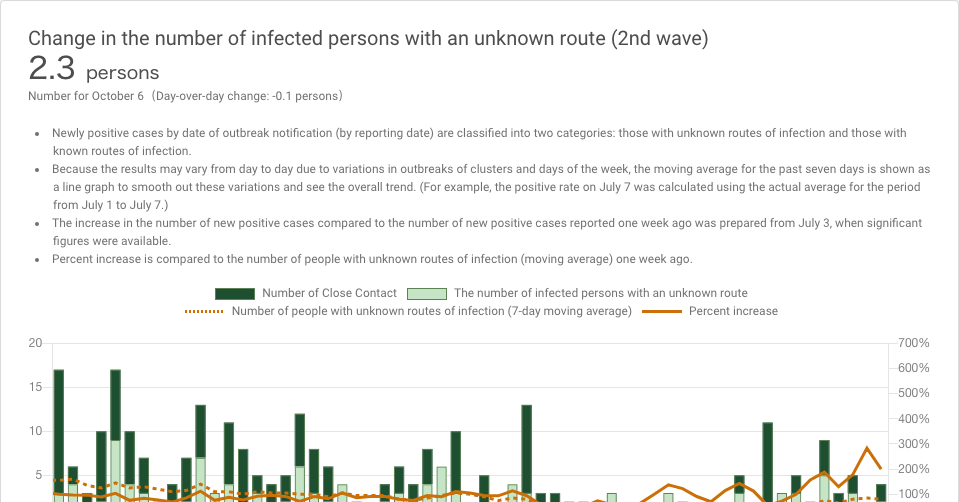 Change in the number of infected persons with an unknown route (2nd wave)
2.3 persons
Number for October 6（Day-over-day change: -0.1 persons）
• Newly positive cases by date of outbreak notification (by reporting date) are classified into two categories: those with unknown routes of infection and those with
known routes of infection.
• Because the results may vary from day to day due to variations in outbreaks of clusters and days of the week, the moving average for the past seven days is shown as
a line graph to smooth out these variations and see the overall trend. (For example, the positive rate on July 7 was calculated using the actual average for the period
from July 1 to July 7.)
• The increase in the number of new positive cases compared to the number of new positive cases reported one week ago was prepared from July 3, when significant
figures were available.
• Percent increase is compared to the number of people with unknown routes of infection (moving average) one week ago.
Number of Close Contact The number of infected persons with an unknown route
Number of people with unknown routes of infection (7-day moving average) Percent increase
20 700%
600%
15 500%
400%
10 300%
200%
5 100%